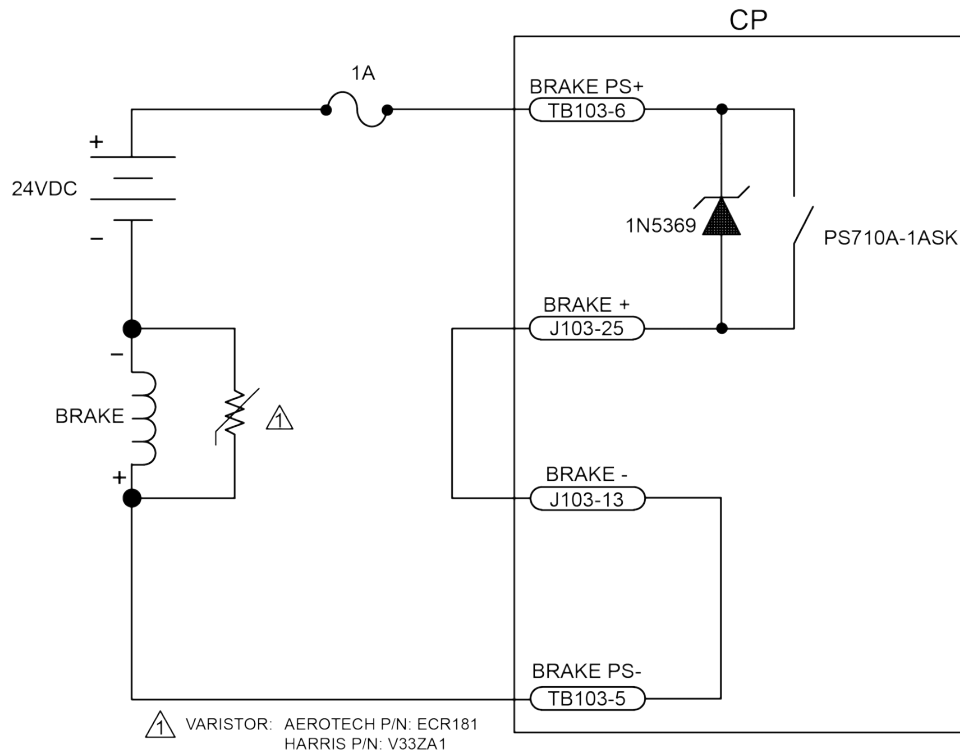 CP
1A
BRAKE PS+
TB103-6
+
24VDC
−
1N5369
PS710A-1ASK
BRAKE +
J103-25
−
BRAKE
1
+
BRAKE -
J103-13
BRAKE PS-
TB103-5
1 VARISTOR: AEROTECH P/N: ECR181
HARRIS P/N: V33ZA1